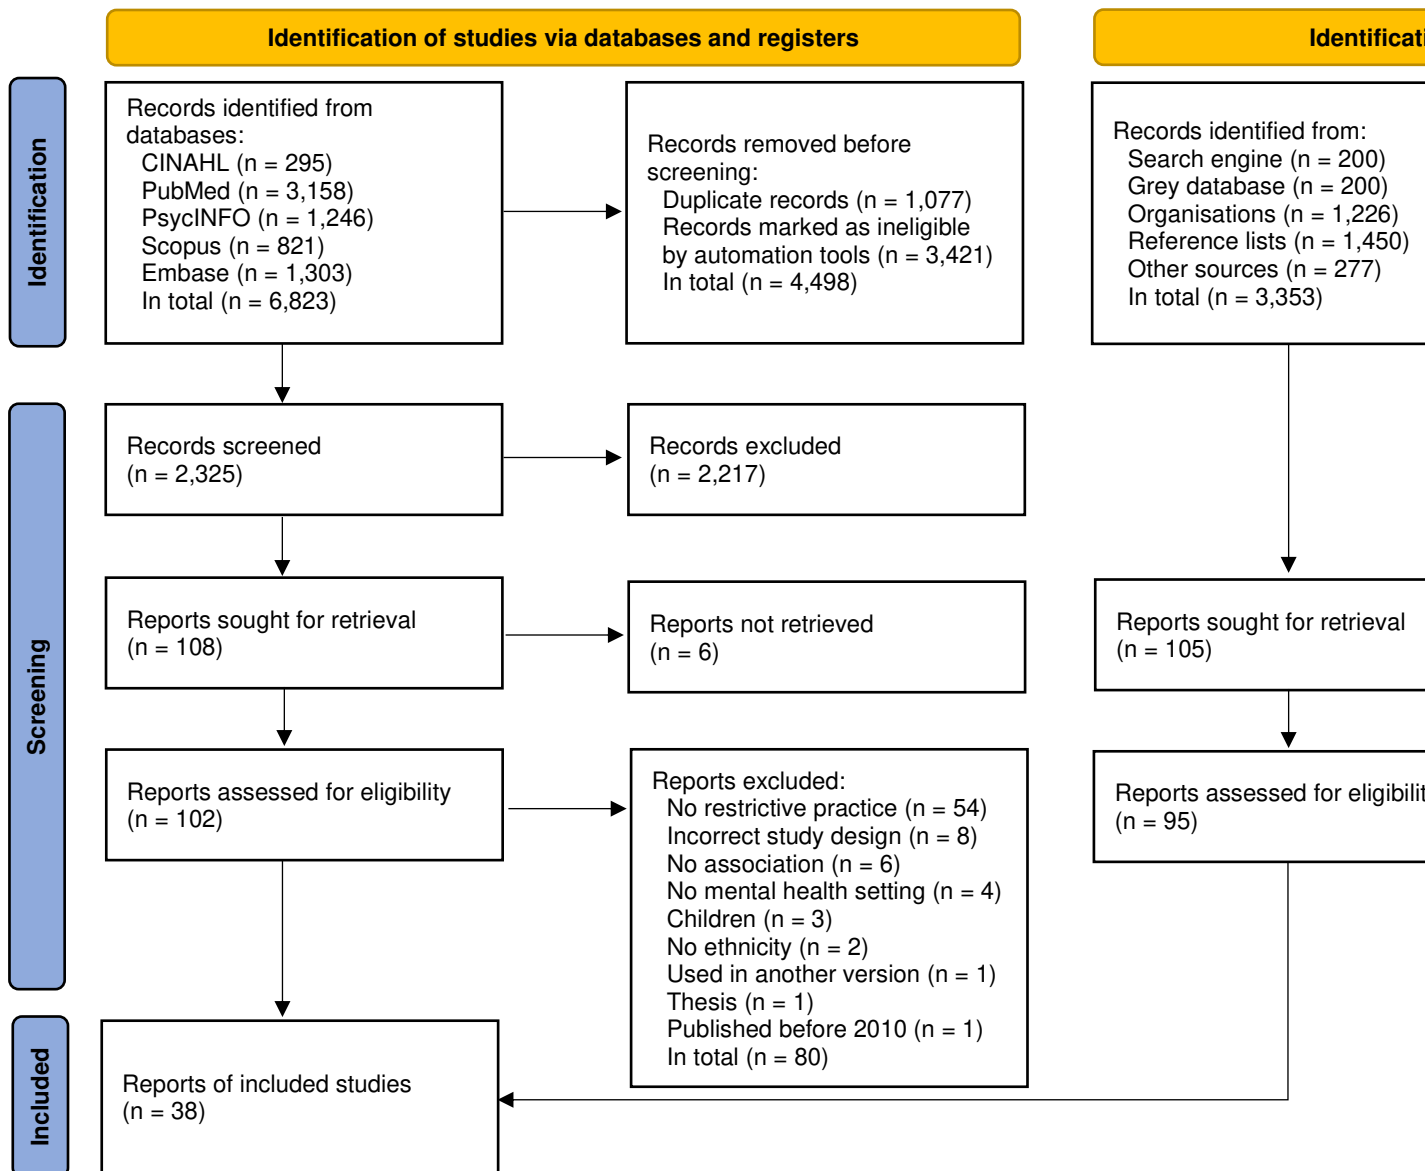 Identification of studies via databases and registers
Identificati
Identification
Records identified from
databases:
CINAHL (n = 295)
PubMed (n = 3,158)
PsycINFO (n = 1,246)
Scopus (n = 821)
Embase (n = 1,303)
In total (n = 6,823)
Records removed before
screening:
Duplicate records (n = 1,077)
Records marked as ineligible
by automation tools (n = 3,421)
In total (n = 4,498)
Records identified from:
Search engine (n = 200)
Grey database (n = 200)
Organisations (n = 1,226)
Reference lists (n = 1,450)
Other sources (n = 277)
In total (n = 3,353)
Screening
Records screened
(n = 2,325)
Records excluded
(n = 2,217)
Reports sought for retrieval
(n = 108)
Reports not retrieved
(n = 6)
Reports sought for retrieval
(n = 105)
Reports assessed for eligibility
(n = 102)
Reports excluded:
No restrictive practice (n = 54)
Incorrect study design (n = 8)
No association (n = 6)
No mental health setting (n = 4)
Children (n = 3)
No ethnicity (n = 2)
Used in another version (n = 1)
Thesis (n = 1)
Published before 2010 (n = 1)
In total (n = 80)
Reports assessed for eligibilit
(n = 95)
Included
Reports of included studies
(n = 38)